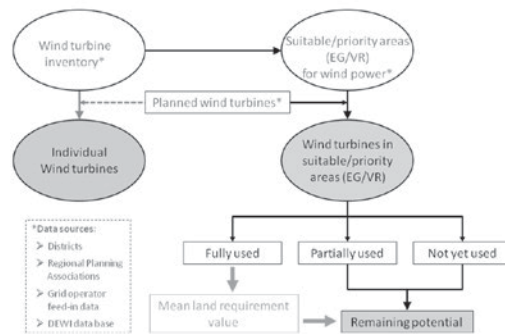 Wind turbine
inventory*
Suitable/priority areas
(EG/VR)
for wind power*
Planned wind turbines*
Individual
Wind turbines
Wind turbines in
suitable/priority
areas (EG/VR)
*Data sources:
➢ Districts
➢ Regional Planning
Associations
➢ Grid operator
feed-in data
➢ DEWI data base
Fully used
Partially used
Not yet used
Mean land requirement
value
Remaining potential